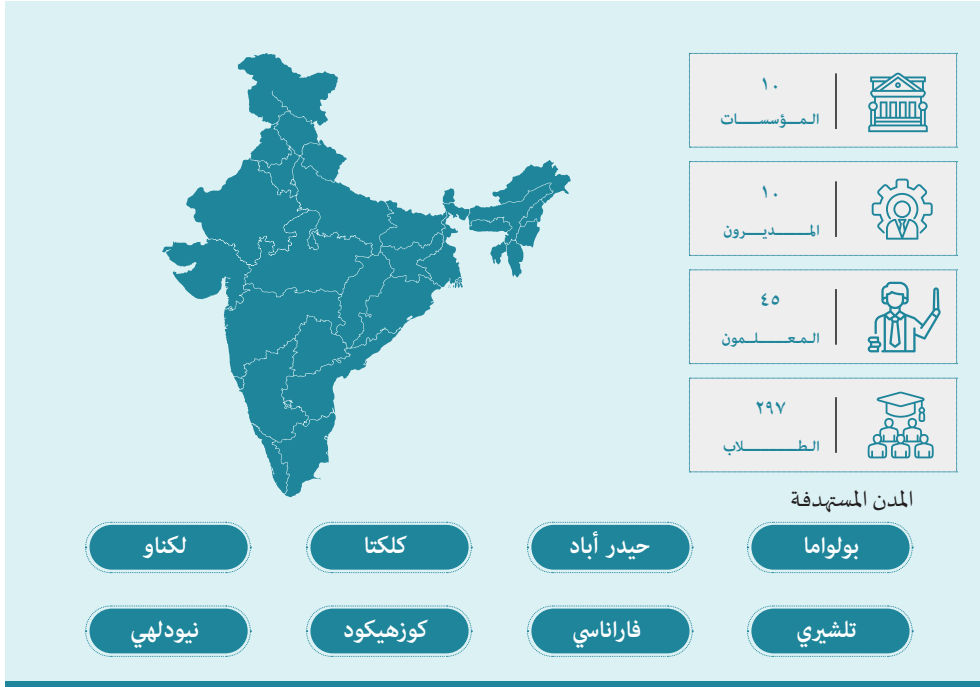 ١٠
المؤسسات
١٠
المديرون
٤٥
المعلمون
٢٩٧
الطلاب
المدن المستهدفة
بولواما
حيدر أباد
كلكتا
لكناو
تلشيري
فاراناسي
كوزهيكود
نيودلهي